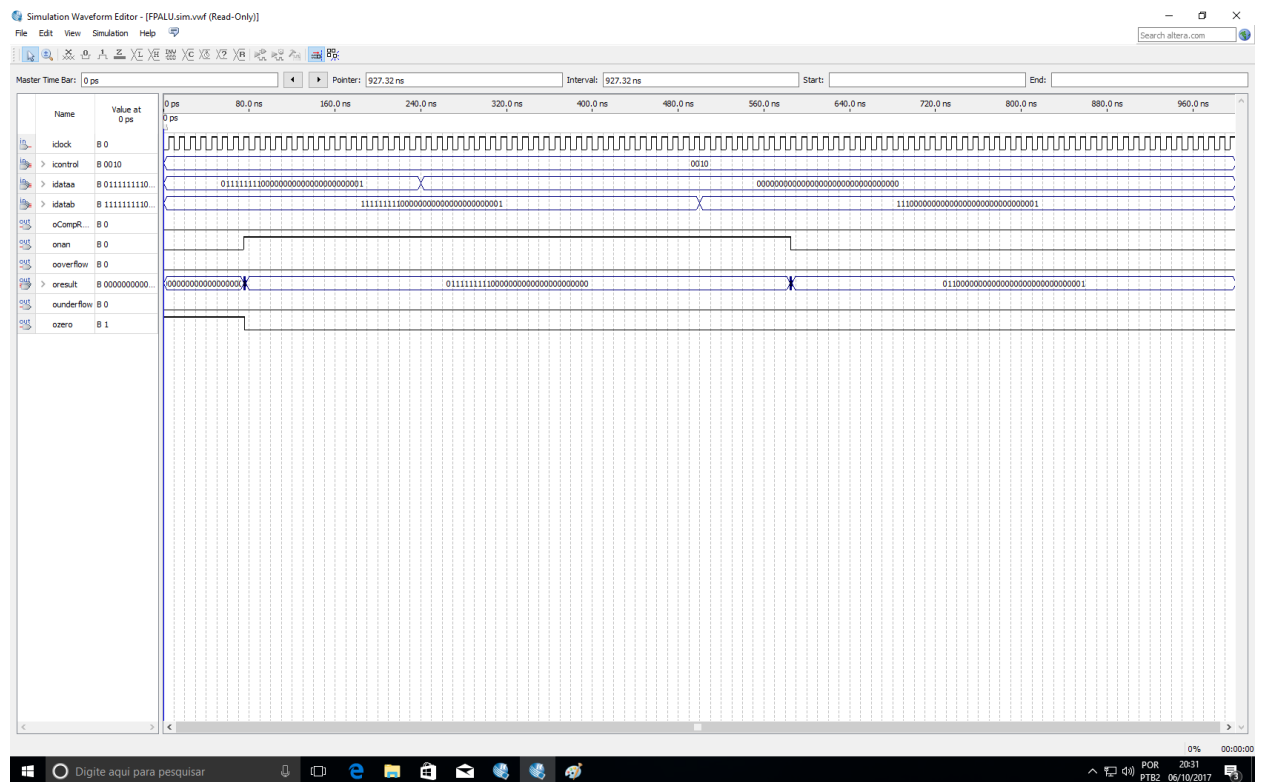 Simulation Waveform Editor - [FPALU.sim.vwf (Read-Only)]
File Edit View Simulation Help
Search altera.com
Master Time Bar: 0 ps Pointer: 927.32 ns Interval: 927.32 ns Start: End:
Name Value at 0 ps
0 ps 80.0 ns 160.0 ns 240.0 ns 320.0 ns 400.0 ns 480.0 ns 560.0 ns 640.0 ns 720.0 ns 800.0 ns 880.0 ns 960.0 ns
0 ps
iclock B 0
icontrol B 0010 0010
idataa B 0111111110... 01111111100000000000000000000001 00000000000000000000000000000000
idatab B 1111111110... 11111111100000000000000000000001 11100000000000000000000000000001
oCompR... B 0
onan B 0
ooverflow B 0
oresult B 0000000000... 01111111110000000000000000000000 01100000000000000000000000000001
ounderflow B 0
ozero B 1
0% 00:00:00
Digite aqui para pesquisar
POR 20:31
PTB2 06/10/2017